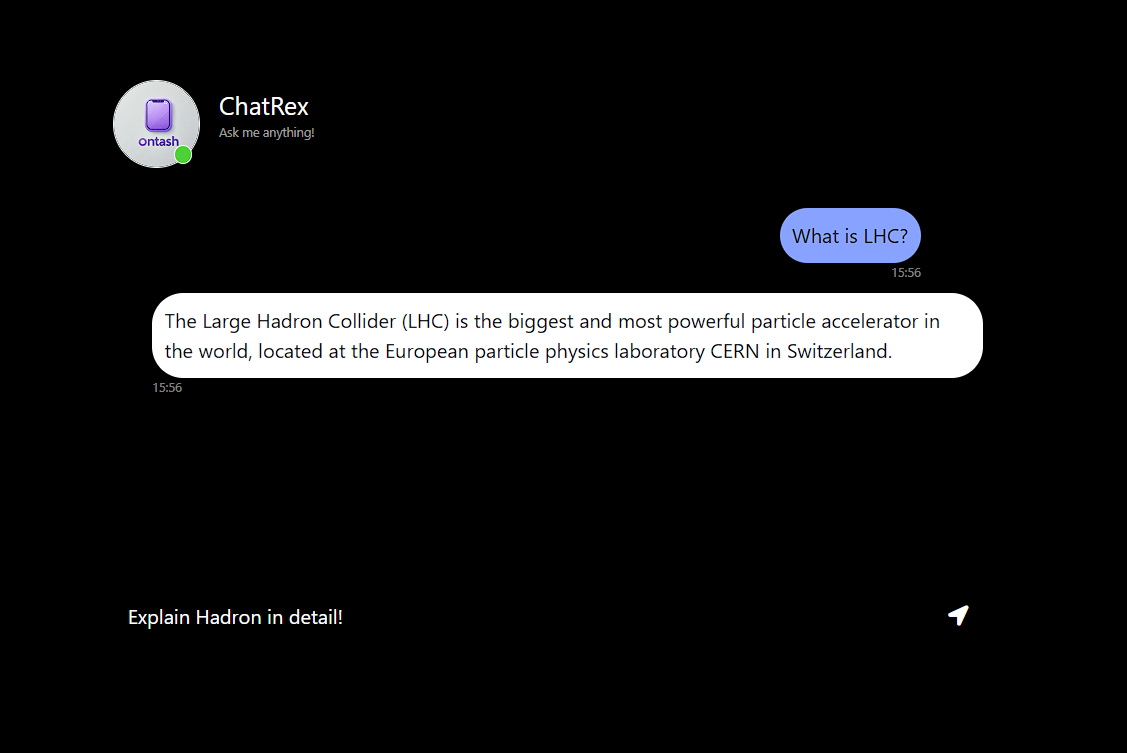 ChatRex
Ask me anything!
ontash
What is LHC?
15:56
The Large Hadron Collider (LHC) is the biggest and most powerful particle accelerator in
the world, located at the European particle physics laboratory CERN in Switzerland.
15:56
Explain Hadron in detail!